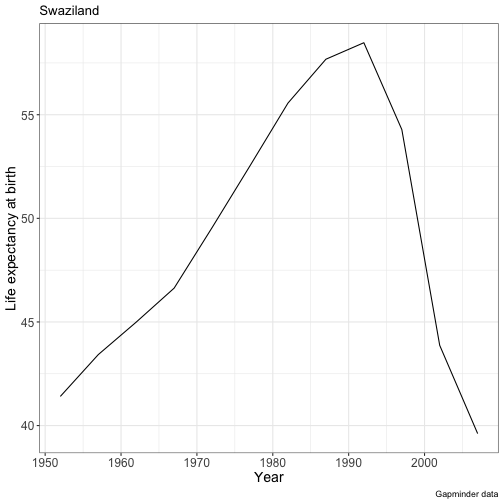 Swaziland
Life expectancy at birth
55
50
45
40
1950 1960 1970 1980 1990 2000
Year
Gapminder data